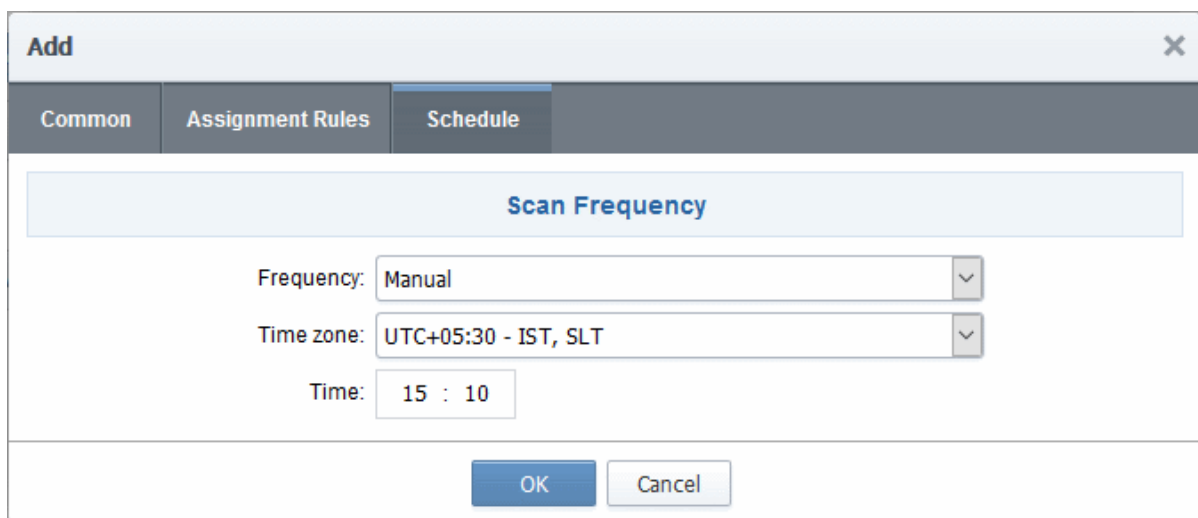 Add
Common Assignment Rules Schedule
Scan Frequency
Frequency: Manual
Time zone: UTC+05:30 - IST, SLT
Time: 15 : 10
OK Cancel